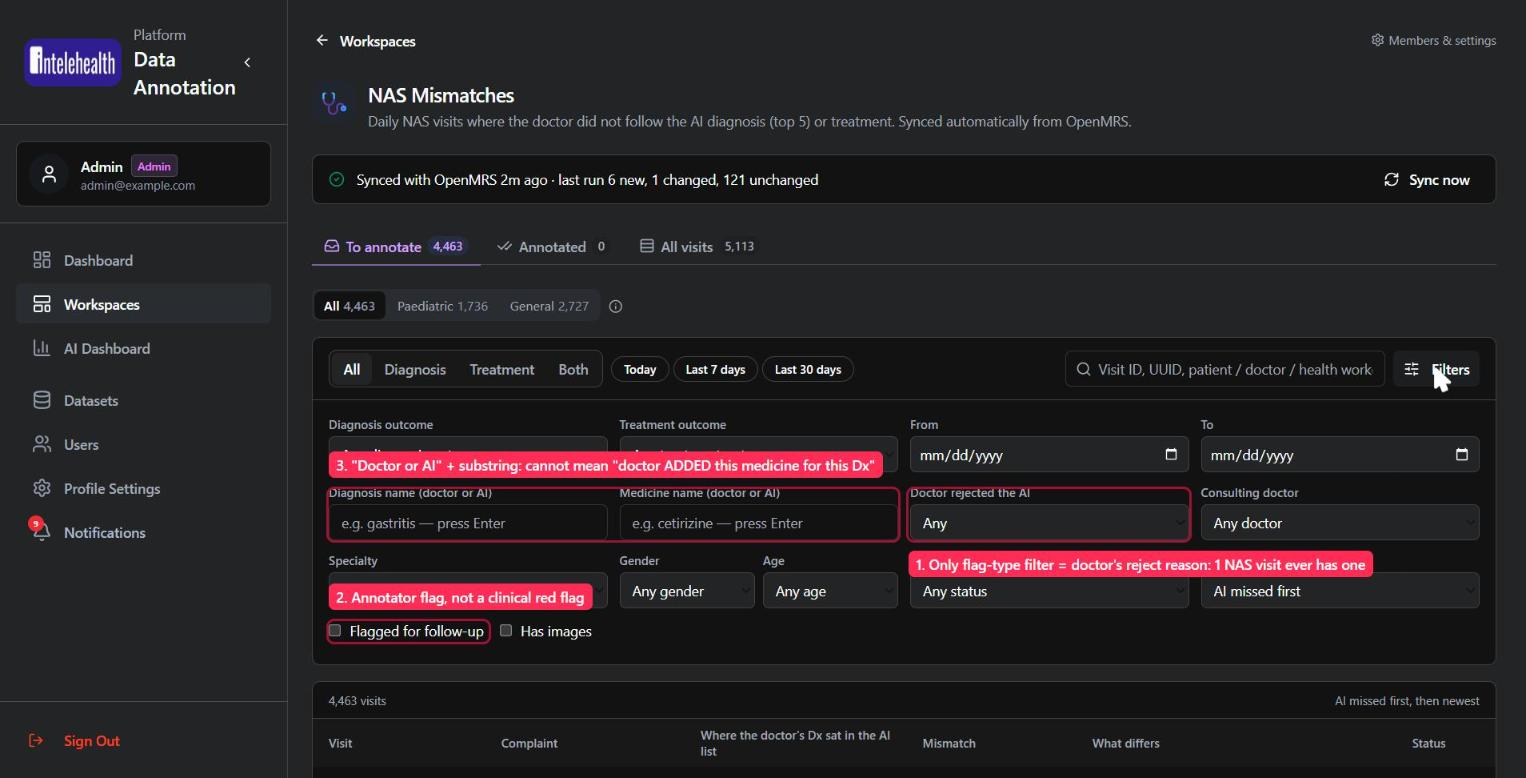 intelehealth
Platform
Data
Annotation
Admin Admin
admin@example.com
Dashboard
Workspaces
AI Dashboard
Datasets
Users
Profile Settings
9
Notifications
Sign Out
Workspaces
Members & settings
NAS Mismatches
Daily NAS visits where the doctor did not follow the AI diagnosis (top 5) or treatment. Synced automatically from OpenMRS.
Synced with OpenMRS 2m ago · last run 6 new, 1 changed, 121 unchanged
Sync now
To annotate 4,463 Annotated 0 All visits 5,113
All 4,463 Paediatric 1,736 General 2,727
All Diagnosis Treatment Both Today Last 7 days Last 30 days
Visit ID, UUID, patient / doctor / health work
Filters
Diagnosis outcome Treatment outcome From To
mm/dd/yyyy mm/dd/yyyy
3. "Doctor or AI" + substring: cannot mean "doctor ADDED this medicine for this Dx"
Diagnosis name (doctor or AI) Medicine name (doctor or AI) Doctor rejected the AI Consulting doctor
e.g. gastritis — press Enter e.g. cetirizine — press Enter Any Any doctor
Specialty Gender Age
1. Only flag-type filter = doctor's reject reason: 1 NAS visit ever has one
2. Annotator flag, not a clinical red flag
Any gender Any age Any status AI missed first
Flagged for follow-up Has images
4,463 visits AI missed first, then newest
Visit Complaint Where the doctor's Dx sat in the AI
list
Mismatch What differs Status